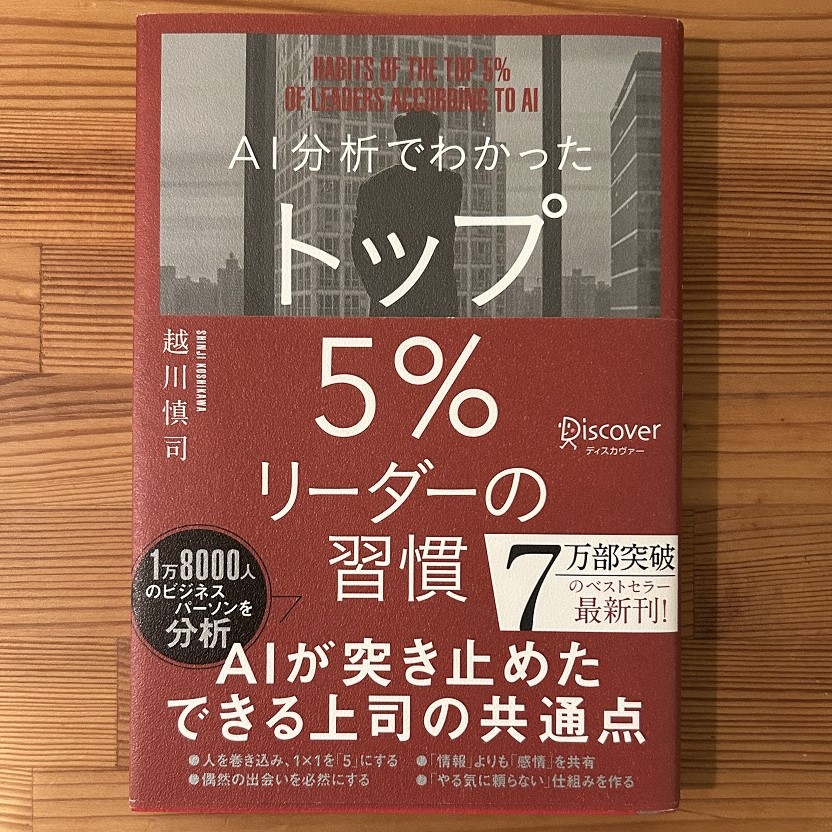 HABITS OF THE TOP 5%
OF LEADERS ACCORDING TO AI
AI分析でわかった
トップ
5%
リーダーの
習慣
越川慎司
SHINJI KOSHIKAWA
Discover
ディスカヴァー
1万8000人
のビジネス
パーソンを
分析
7万部突破
のベストセラー
最新刊!
AIが突き止めた
できる上司の共通点
●人を巻き込み、1×1を「5」にする
●偶然の出会いを必然にする
●「情報」よりも「感情」を共有
●「やる気に頼らない」仕組みを作る